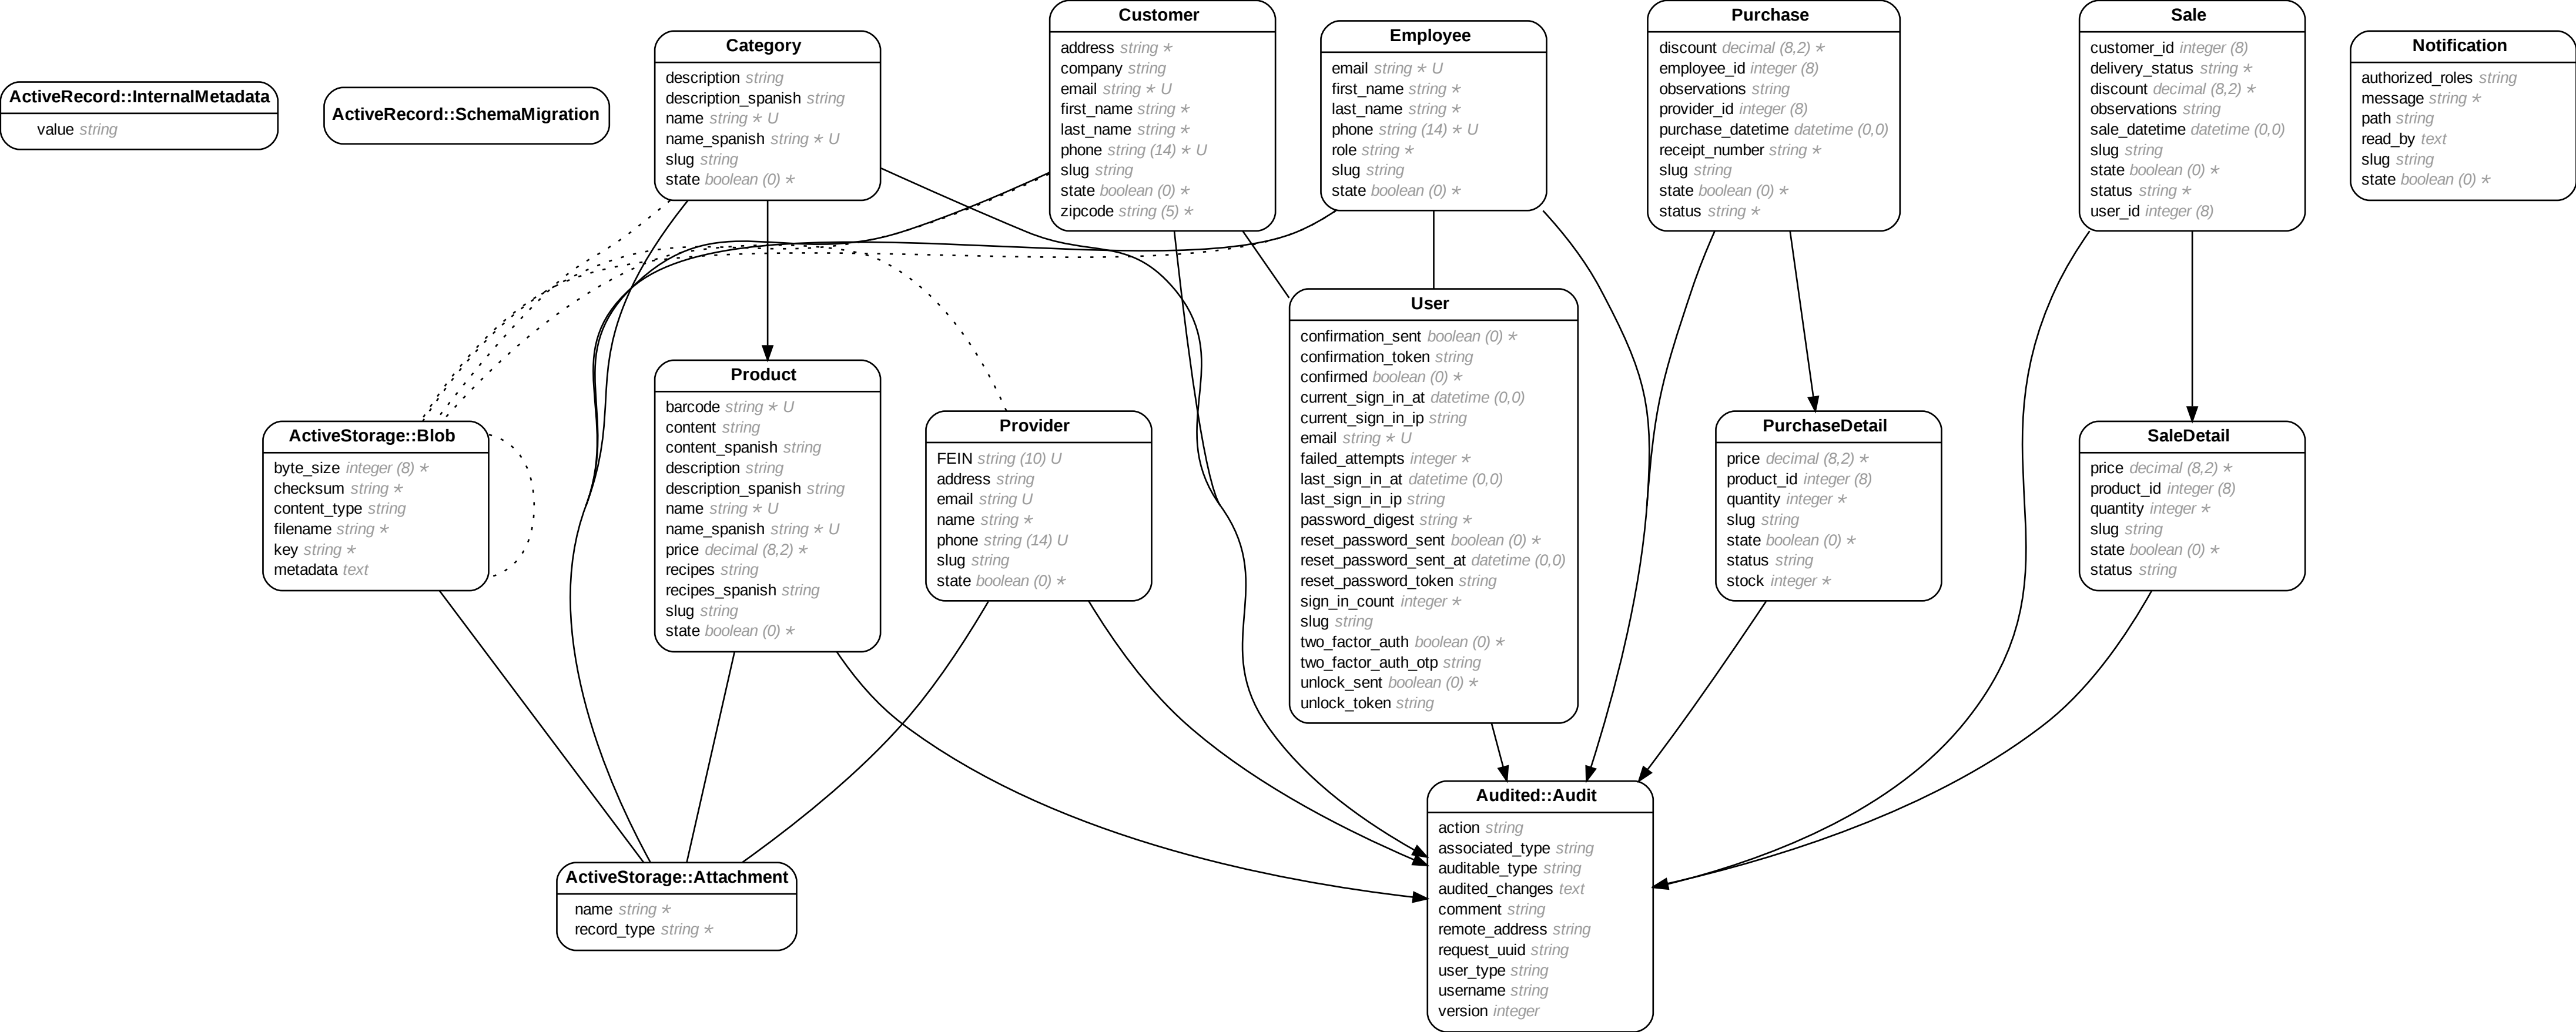 ActiveRecord::InternalMetadata
value string
ActiveRecord::SchemaMigration
Category
description string
description_spanish string
name string ∗ U
name_spanish string ∗ U
slug string
state boolean (0) ∗
Customer
address string ∗
company string
email string ∗ U
first_name string ∗
last_name string ∗
phone string (14) ∗ U
slug string
state boolean (0) ∗
zipcode string (5) ∗
Employee
email string ∗ U
first_name string ∗
last_name string ∗
phone string (14) ∗ U
role string ∗
slug string
state boolean (0) ∗
Purchase
discount decimal (8,2) ∗
employee_id integer (8)
observations string
provider_id integer (8)
purchase_datetime datetime (0,0)
receipt_number string ∗
slug string
state boolean (0) ∗
status string ∗
Sale
customer_id integer (8)
delivery_status string ∗
discount decimal (8,2) ∗
observations string
sale_datetime datetime (0,0)
slug string
state boolean (0) ∗
status string ∗
user_id integer (8)
Notification
authorized_roles string
message string ∗
path string
read_by text
slug string
state boolean (0) ∗
ActiveStorage::Blob
byte_size integer (8) ∗
checksum string ∗
content_type string
filename string ∗
key string ∗
metadata text
Product
barcode string ∗ U
content string
content_spanish string
description string
description_spanish string
name string ∗ U
name_spanish string ∗ U
price decimal (8,2) ∗
recipes string
recipes_spanish string
slug string
state boolean (0) ∗
Provider
FEIN string (10) U
address string
email string U
name string ∗
phone string (14) U
slug string
state boolean (0) ∗
User
confirmation_sent boolean (0) ∗
confirmation_token string
confirmed boolean (0) ∗
current_sign_in_at datetime (0,0)
current_sign_in_ip string
email string ∗ U
failed_attempts integer ∗
last_sign_in_at datetime (0,0)
last_sign_in_ip string
password_digest string ∗
reset_password_sent boolean (0) ∗
reset_password_sent_at datetime (0,0)
reset_password_token string
sign_in_count integer ∗
slug string
two_factor_auth boolean (0) ∗
two_factor_auth_otp string
unlock_sent boolean (0) ∗
unlock_token string
PurchaseDetail
price decimal (8,2) ∗
product_id integer (8)
quantity integer ∗
slug string
state boolean (0) ∗
status string
stock integer ∗
SaleDetail
price decimal (8,2) ∗
product_id integer (8)
quantity integer ∗
slug string
state boolean (0) ∗
status string
ActiveStorage::Attachment
name string ∗
record_type string ∗
Audited::Audit
action string
associated_type string
auditable_type string
audited_changes text
comment string
remote_address string
request_uuid string
user_type string
username string
version integer